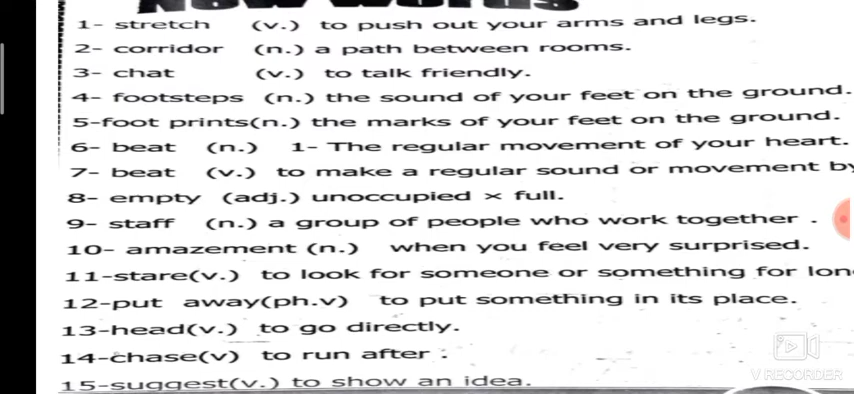 New Words
1- stretch (v.) to push out your arms and legs.
2- corridor (n.) a path between rooms.
3- chat (v.) to talk friendly.
4- footsteps (n.) the sound of your feet on the ground.
5-foot prints(n.) the marks of your feet on the ground.
6- beat (n.) 1- The regular movement of your heart.
7- beat (v.) to make a regular sound or movement by
8- empty (adj.) unoccupied × full.
9- staff (n.) a group of people who work together .
10- amazement (n.) when you feel very surprised.
11-stare(v.) to look for someone or something for lon
12-put away(ph.v) to put something in its place.
13-head(v.) to go directly.
14-chase(v) to run after .
15-suggest(v.) to show an idea.
V RECORDER